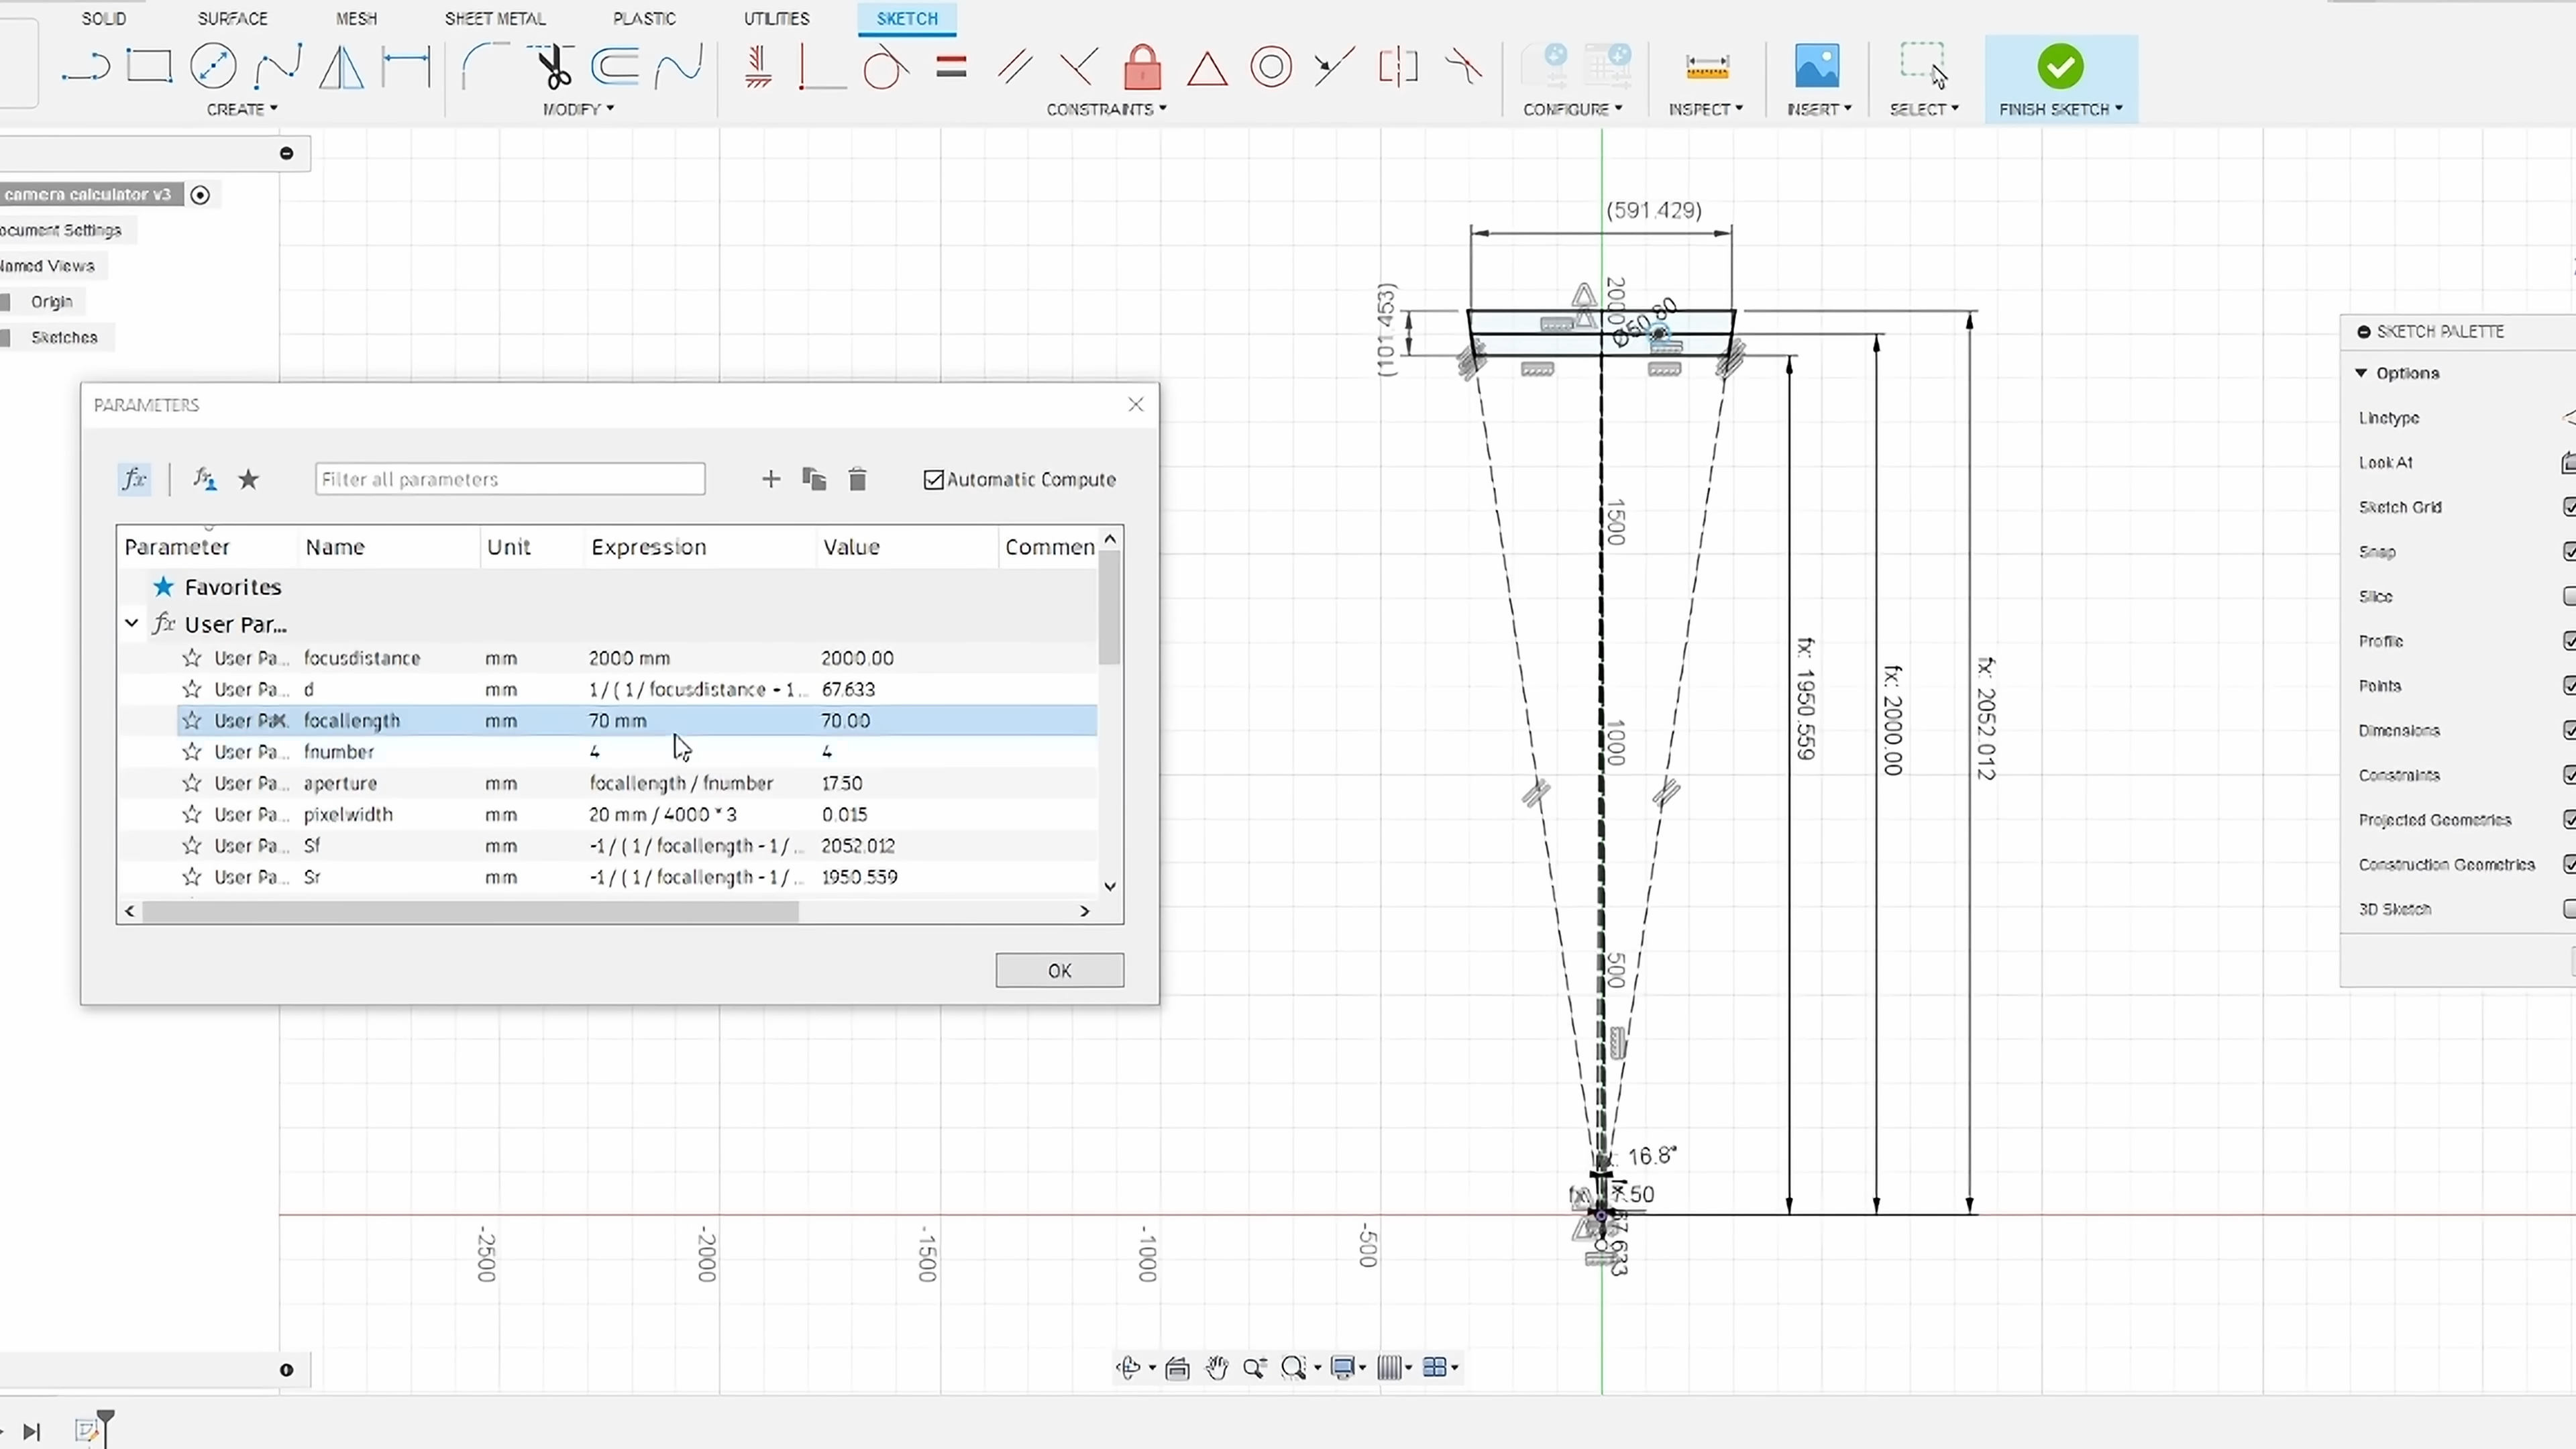 SOLID SURFACE MESH SHEET METAL PLASTIC UTILITIES SKETCH
CREATE MODIFY CONSTRAINTS CONFIGURE INSPECT INSERT SELECT FINISH SKETCH
camera calculator v3
ocument Settings
Named Views
Origin
Sketches
PARAMETERS
fx
Filter all parameters
Automatic Compute
Parameter Name Unit Expression Value Commen
Favorites
fx User Par...
User Pa... focusdistance mm 2000 mm 2000.00
User Pa... d mm 1 / ( 1 / focusdistance - 1... 67.633
User Pa focallength mm 70 mm 70.00
User Pa... fnumber 4 4
User Pa... aperture mm focallength / fnumber 17.50
User Pa... pixelwidth mm 20 mm / 4000 * 3 0.015
User Pa... Sf mm -1 / ( 1 / focallength - 1 / ... 2052.012
User Pa... Sr mm -1 / ( 1 / focallength - 1 / ... 1950.559
OK
(591.429)
(101.453)
2000
1500
1000
500
fx: 1950.559
fx: 2000.00
fx: 2052.012
16.8°
67.633
-2500
-2000
-1500
-1000
-500
SKETCH PALETTE
Options
Linetype
Look At
Sketch Grid
Snap
Slice
Profile
Points
Dimensions
Constraints
Projected Geometries
Construction Geometries
3D Sketch